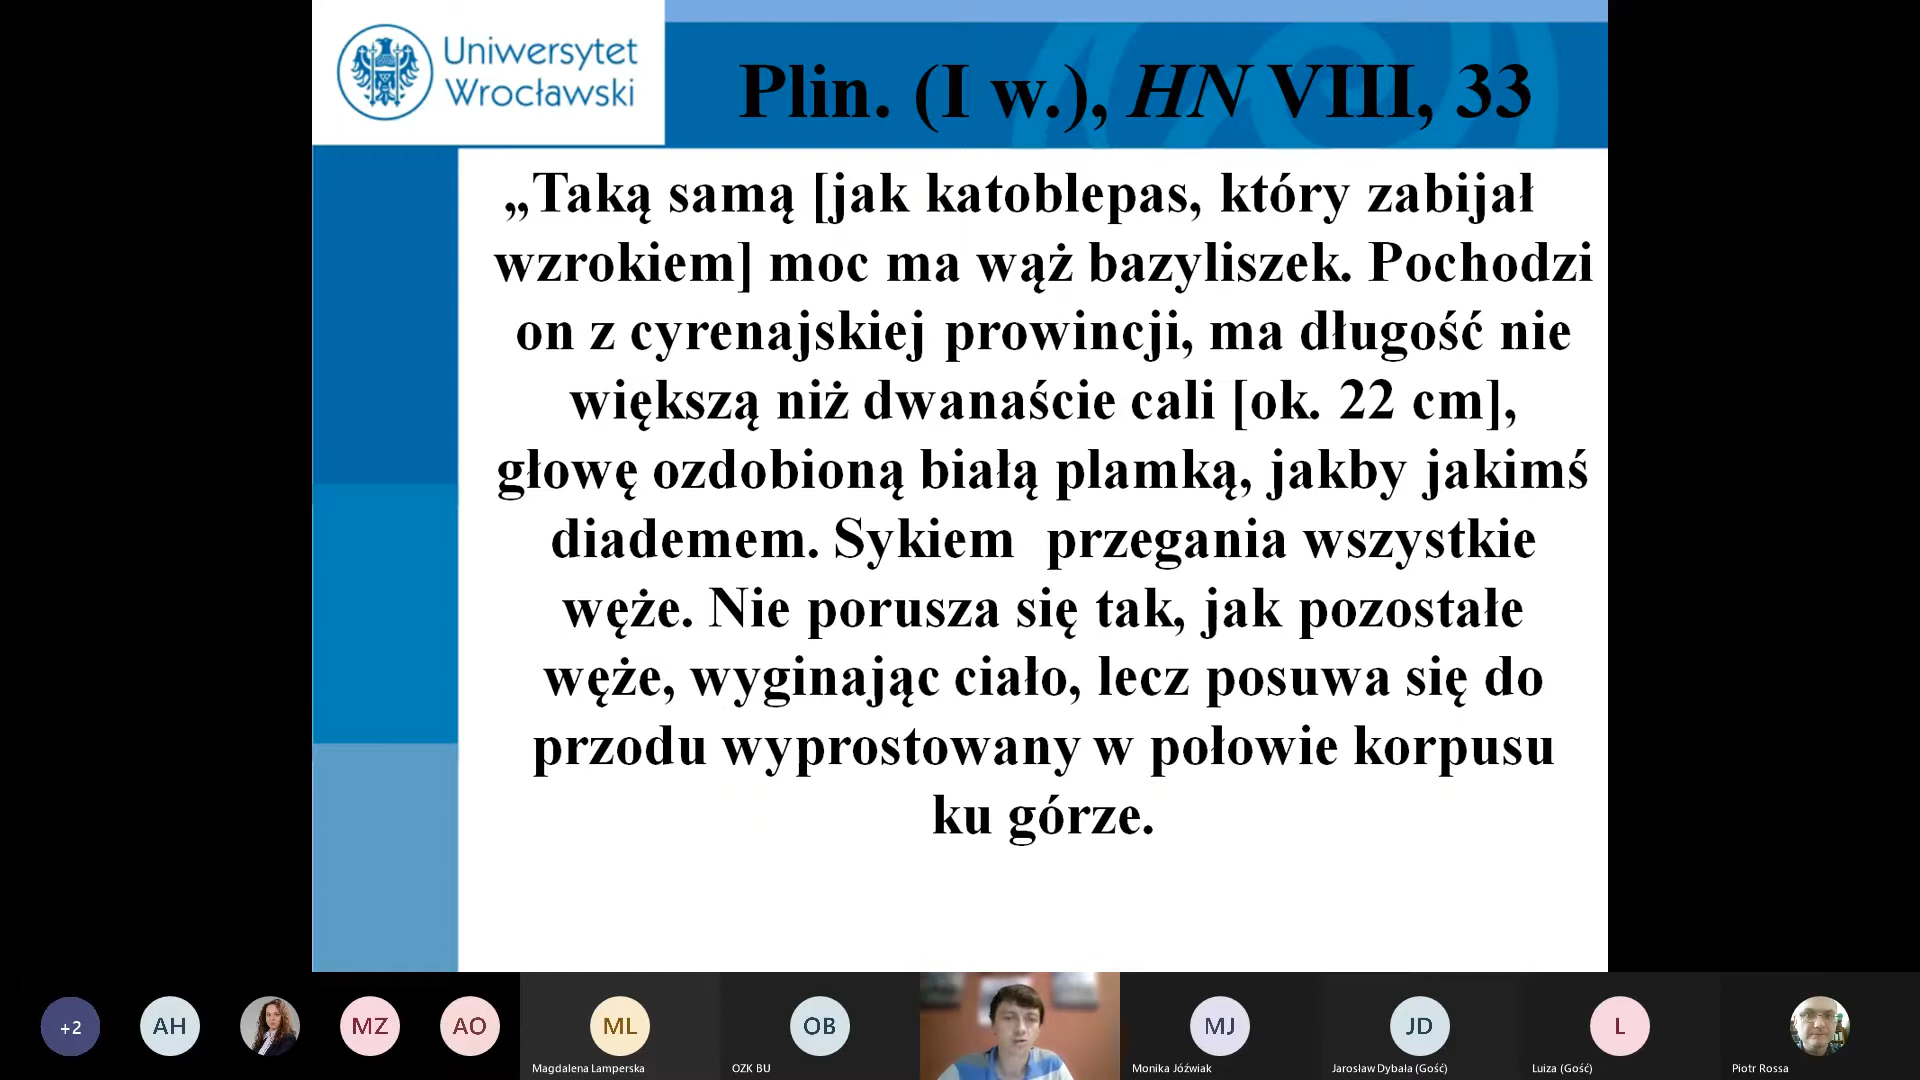 Uniwersytet
Wrocławski
Plin. (I w.), HN VIII, 33
„Taką samą [jak katoblepas, który zabijał
wzrokiem] moc ma wąż bazyliszek. Pochodzi
on z cyrenajskiej prowincji, ma długość nie
większą niż dwanaście cali [ok. 22 cm],
głowę ozdobioną białą plamką, jakby jakimś
diademem. Sykiem  przegania wszystkie
węże. Nie porusza się tak, jak pozostałe
węże, wyginając ciało, lecz posuwa się do
przodu wyprostowany w połowie korpusu
ku górze.
+2
AH
MZ
AO
ML
OB
MJ
JD
L
Magdalena Lamperska
OZK BU
Monika Jóźwiak
Jarosław Dybała (Gość)
Luiza (Gość)
Piotr Rossa